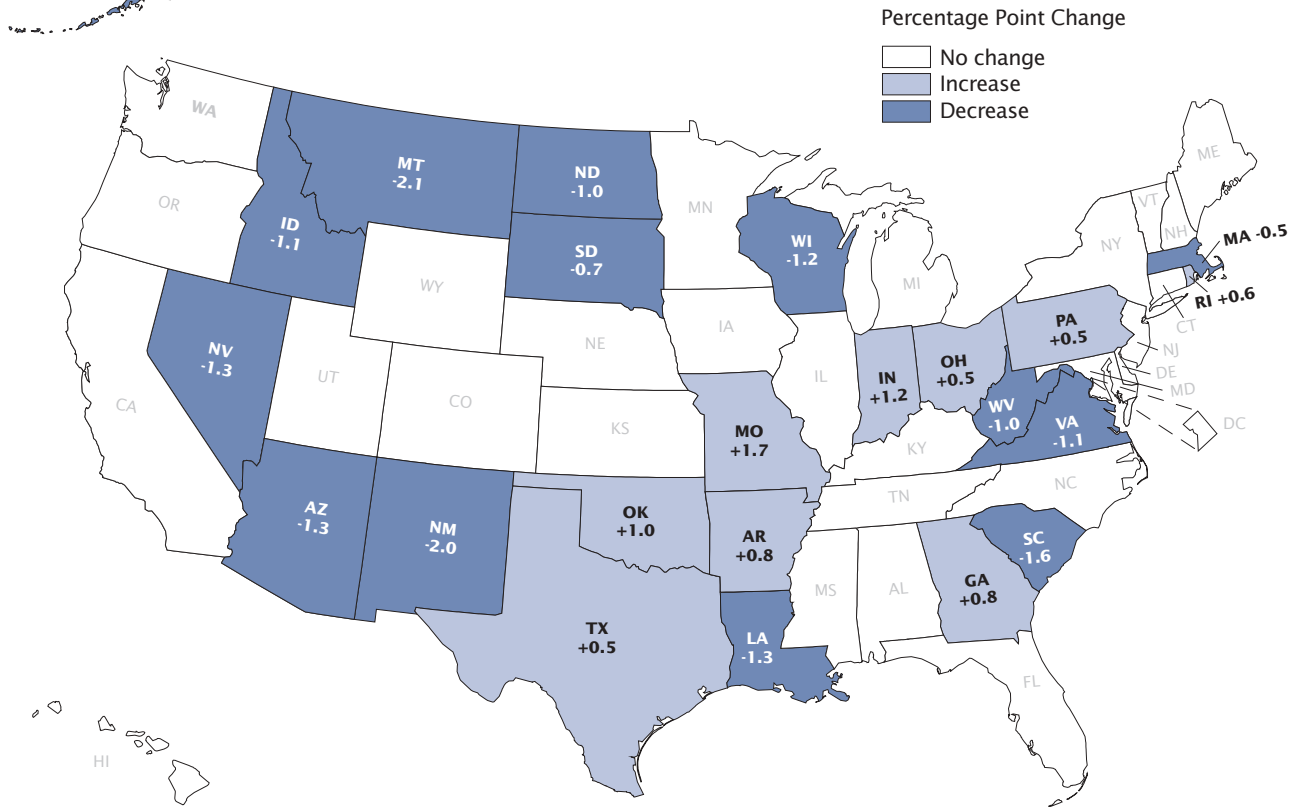 Percentage Point Change
No change
Increase
Decrease
WA
MT
-2.1
ND
-1.0
MN
ME
OR
ID
-1.1
SD
-0.7
WI
-1.2
VT
NH
NY
MA -0.5
WY
MI
RI +0.6
CT
IA
NE
PA
+0.5
NJ
NV
-1.3
UT
CO
IL
IN
+1.2
OH
+0.5
DE
MD
CA
KS
MO
+1.7
WV
-1.0
VA
-1.1
DC
KY
NC
TN
AZ
-1.3
NM
-2.0
OK
+1.0
AR
+0.8
SC
-1.6
MS
AL
GA
+0.8
TX
+0.5
LA
-1.3
FL
HI